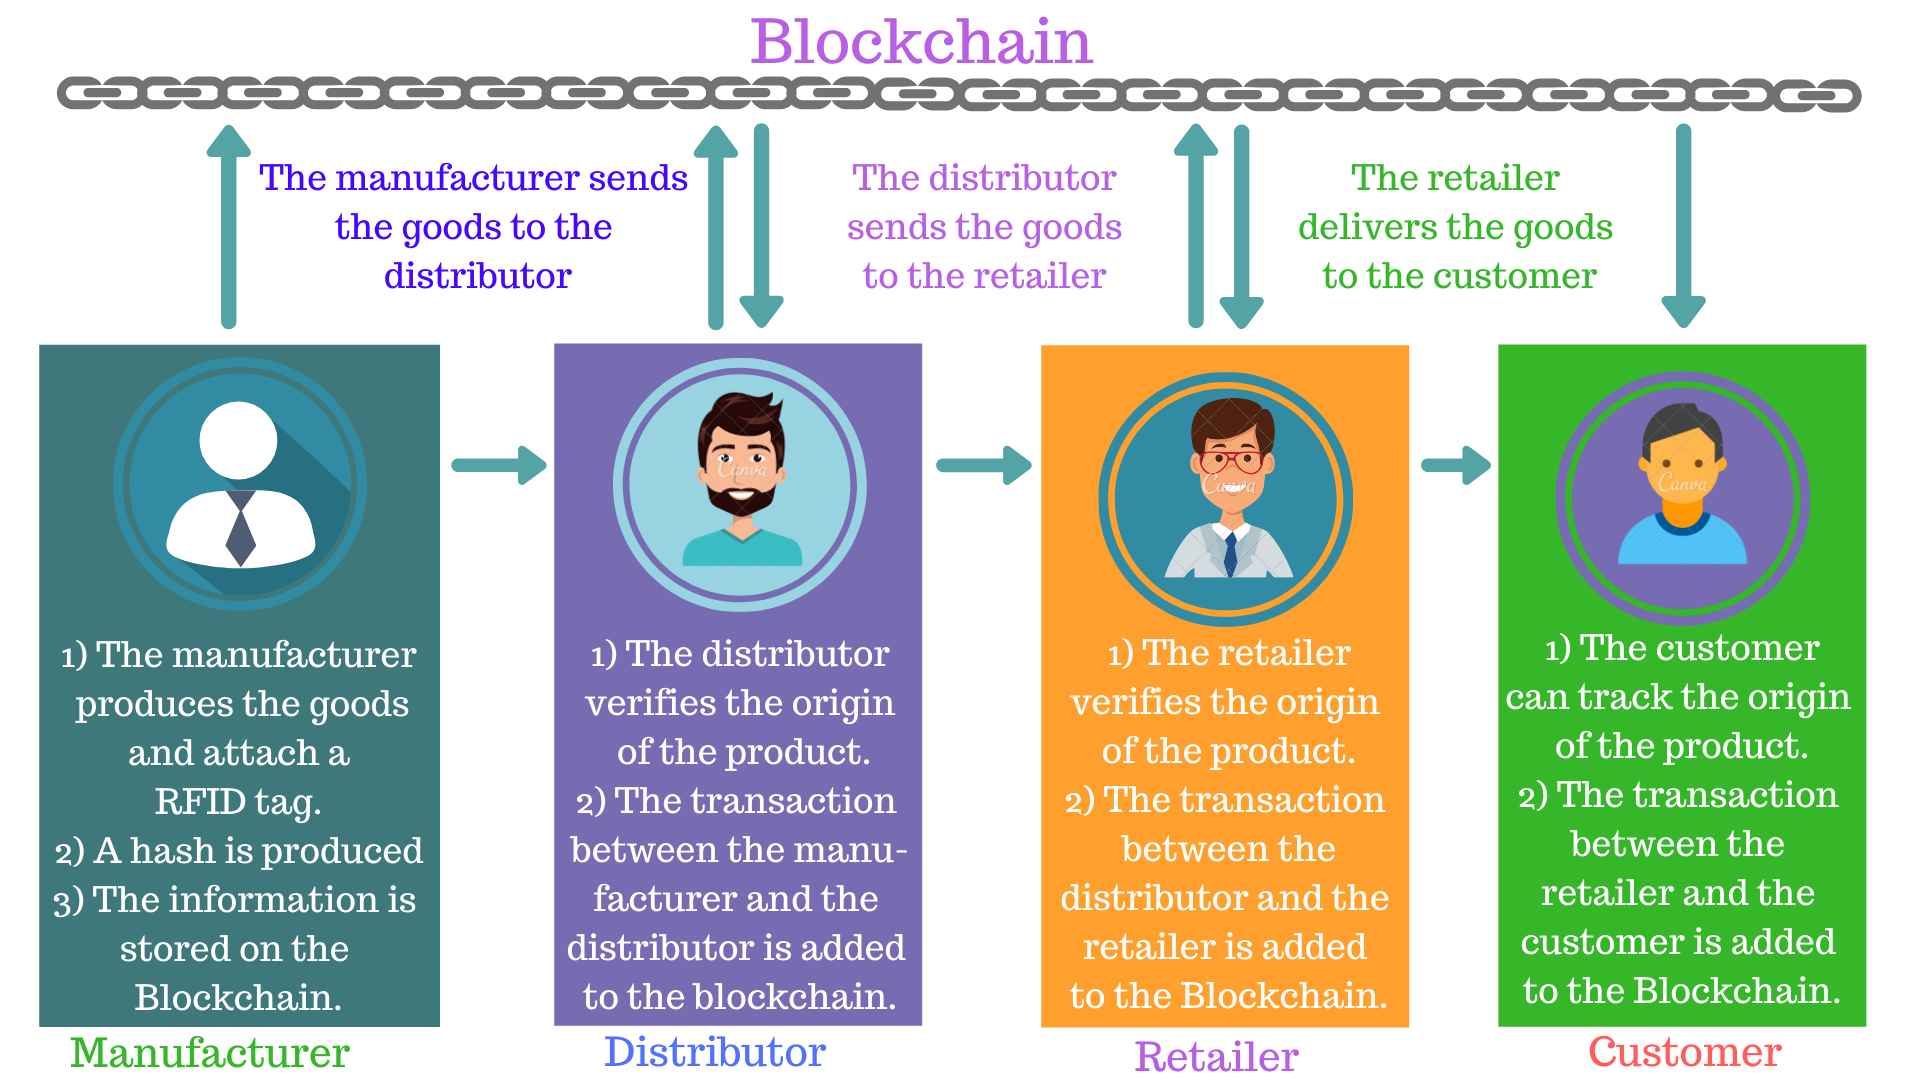 Blockchain
The manufacturer sends
the goods to the
distributor
The distributor
sends the goods
to the retailer
The retailer
delivers the goods
to the customer
Canva
Canva
Canva
1) The manufacturer
produces the goods
and attach a
RFID tag.
2) A hash is produced
3) The information is
stored on the
Blockchain.
Manufacturer
1) The distributor
verifies the origin
of the product.
2) The transaction
between the manu-
facturer and the
distributor is added
to the blockchain.
Distributor
1) The retailer
verifies the origin
of the product.
2) The transaction
between the
distributor and the
retailer is added
to the Blockchain.
Retailer
1) The customer
can track the origin
of the product.
2) The transaction
between the
retailer and the
customer is added
to the Blockchain.
Customer